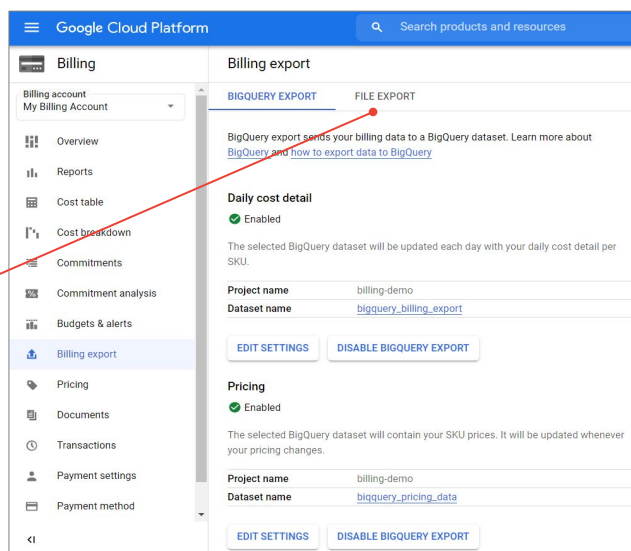 Google Cloud Platform
Search products and resources
Billing
Billing account
My Billing Account
Overview
Reports
Cost table
Cost breakdown
Commitments
Commitment analysis
Budgets & alerts
Billing export
Pricing
Documents
Transactions
Payment settings
Payment method
Billing export
BIGQUERY EXPORT FILE EXPORT
BigQuery export sends your billing data to a BigQuery dataset. Learn more about
BigQuery and how to export data to BigQuery
Daily cost detail
Enabled
The selected BigQuery dataset will be updated each day with your daily cost detail per
SKU.
Project name billing-demo
Dataset name bigquery_billing_export
EDIT SETTINGS DISABLE BIGQUERY EXPORT
Pricing
Enabled
The selected BigQuery dataset will contain your SKU prices. It will be updated whenever
your pricing changes.
Project name billing-demo
Dataset name bigquery_pricing_data
EDIT SETTINGS DISABLE BIGQUERY EXPORT